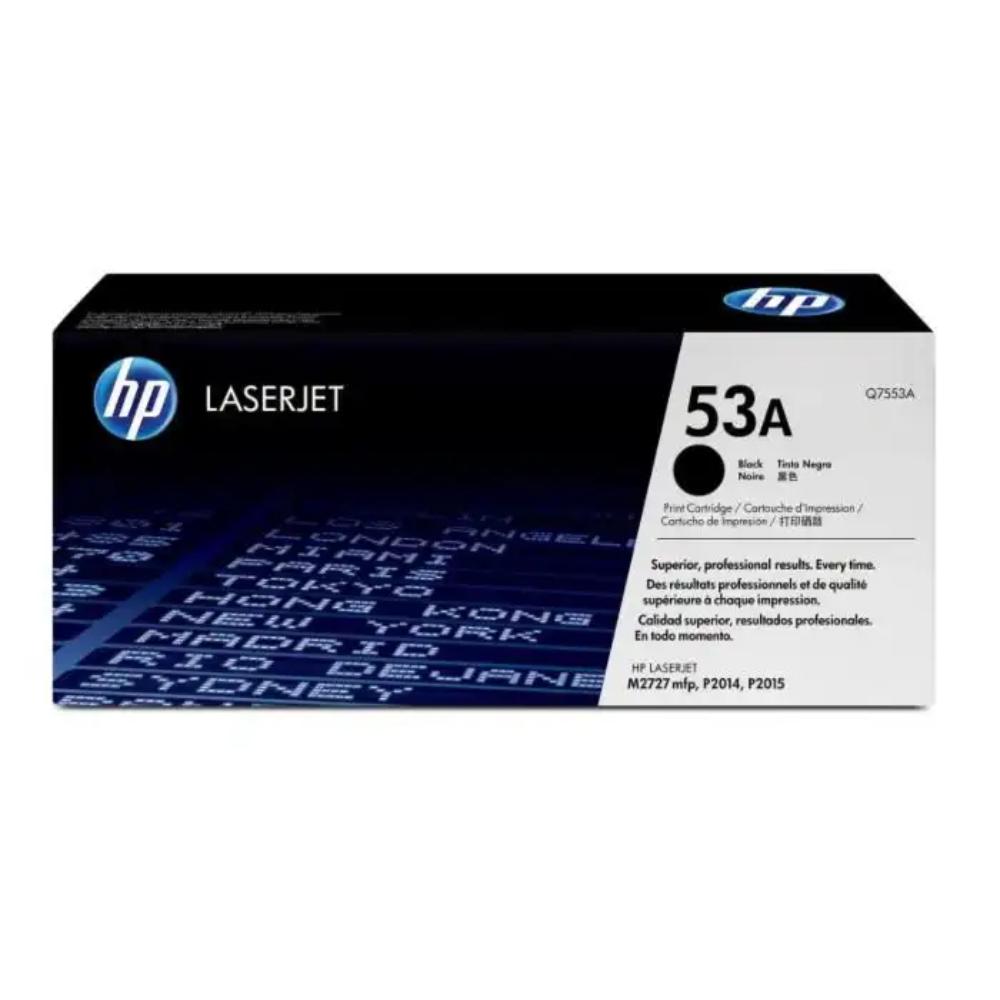 hp
hp
LASERJET
53A
Q7553A
Black Tinta Negra
Noire 黑色
Print Cartridge / Cartouche d'Impression /
Cartucho de Impresión / 打印硒鼓
Superior, professional results. Every time.
Des résultats professionnels et de qualité
supérieure à chaque impression.
Calidad superior, resultados profesionales.
En todo momento.
HP LASERJET
M2727 mfp, P2014, P2015
ANGEL
LONDON
MIAMI
PARIS
TOKYO
HONG KONG
NEW YORK
MADRID
RIO DE JANE
SYDNEY